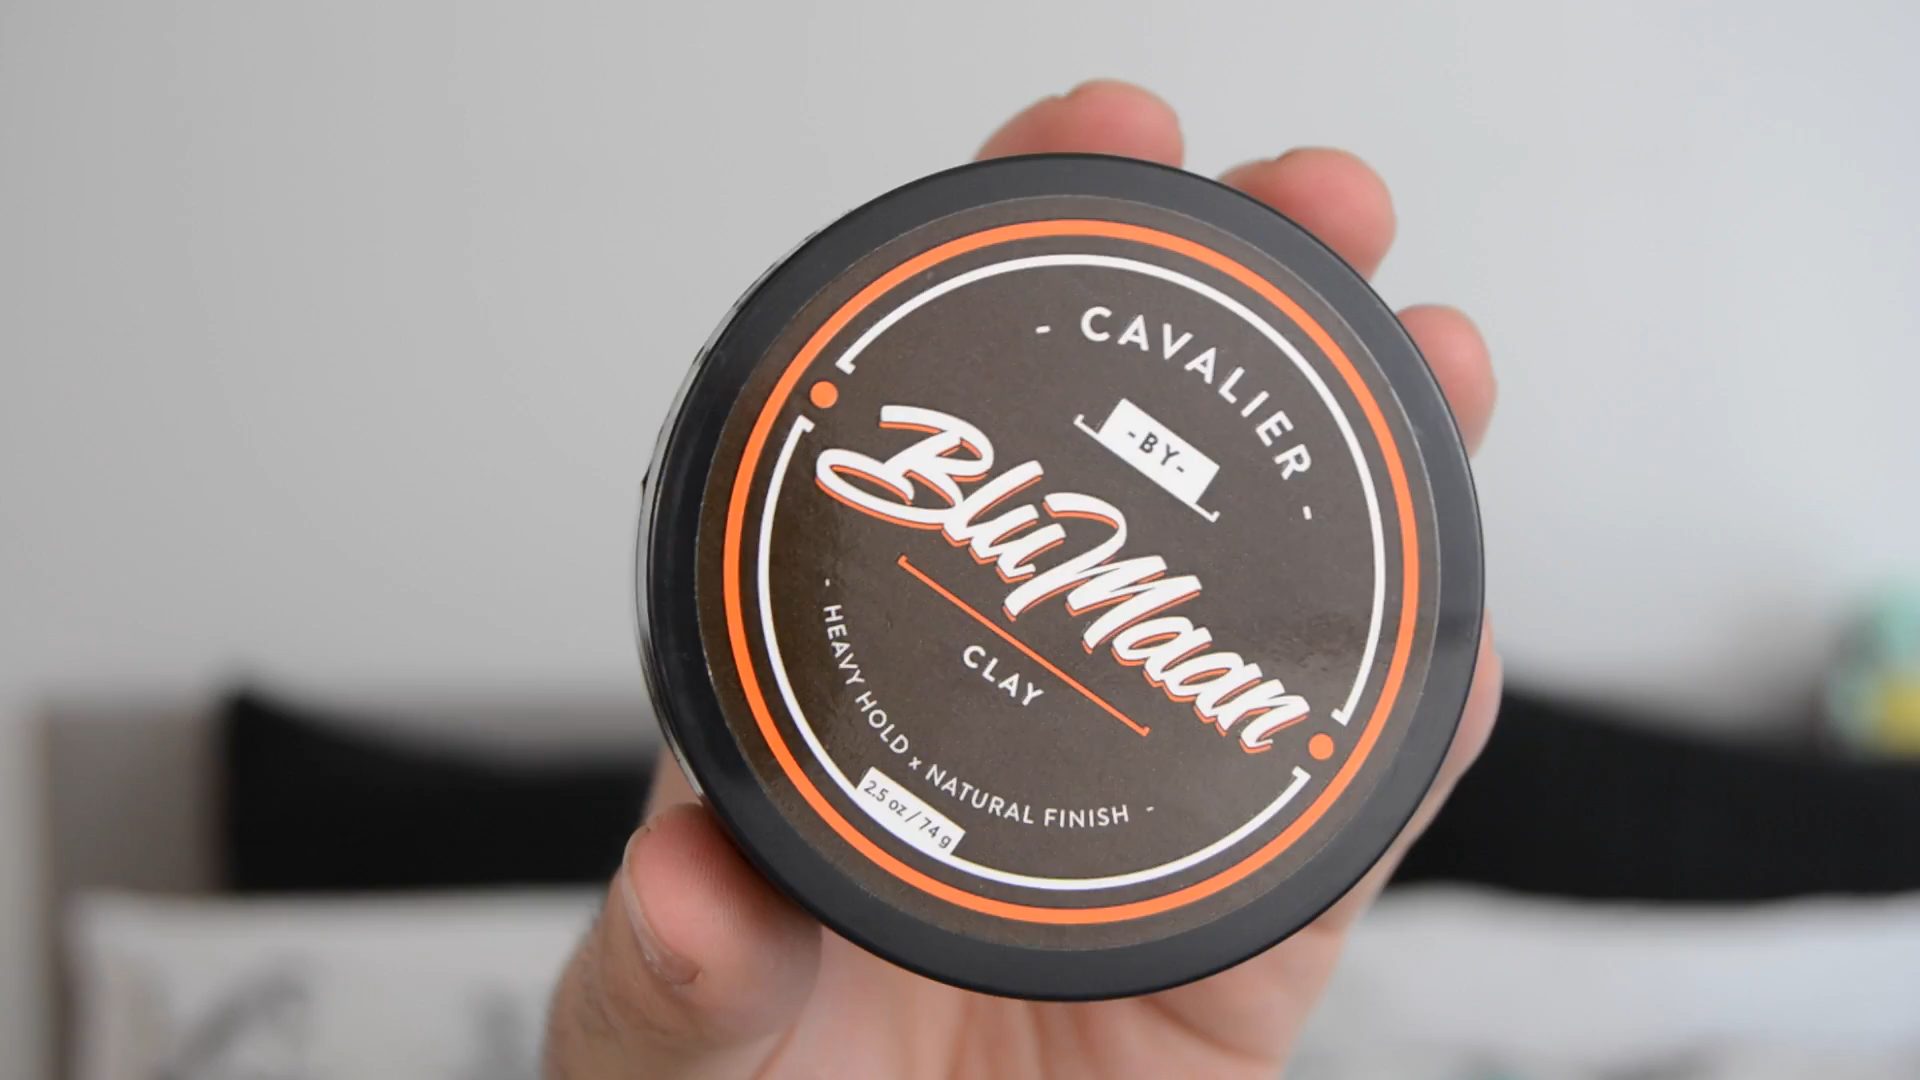 - CAVALIER -
-BY-
BluMaan
CLAY
- HEAVY HOLD x NATURAL FINISH -
2.5 oz / 74 g